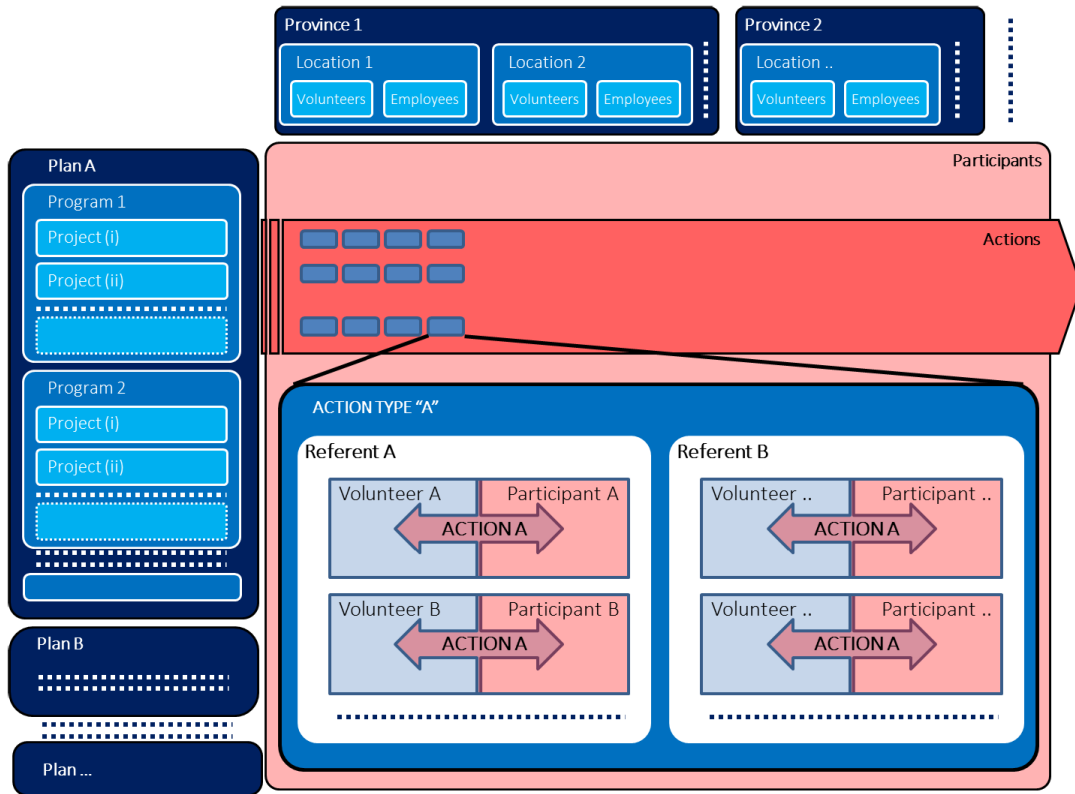 Province 1
Location 1
Volunteers
Employees
Location 2
Volunteers
Employees
Province 2
Location ..
Volunteers
Employees
Plan A
Program 1
Project (i)
Project (ii)
Program 2
Project (i)
Project (ii)
Plan B
Plan ...
Participants
Actions
ACTION TYPE “A”
Referent A
Volunteer A
Participant A
ACTION A
Volunteer B
Participant B
ACTION A
Referent B
Volunteer ..
Participant ..
ACTION A
Volunteer ..
Participant ..
ACTION A